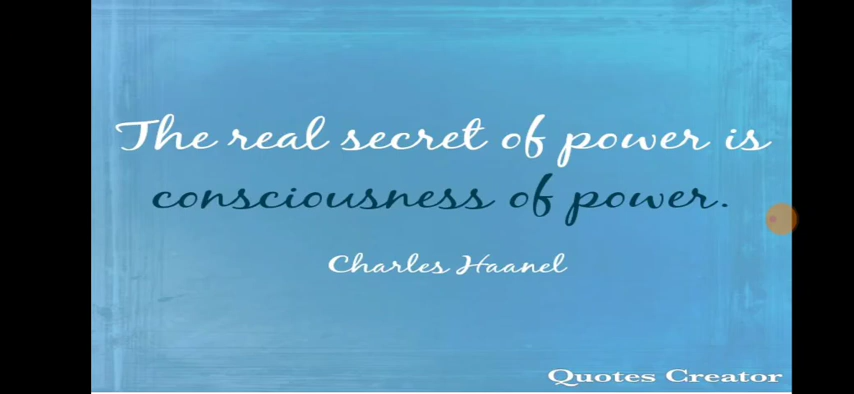 The real secret of power is
consciousness of power.
Charles Haanel
Quotes Creator